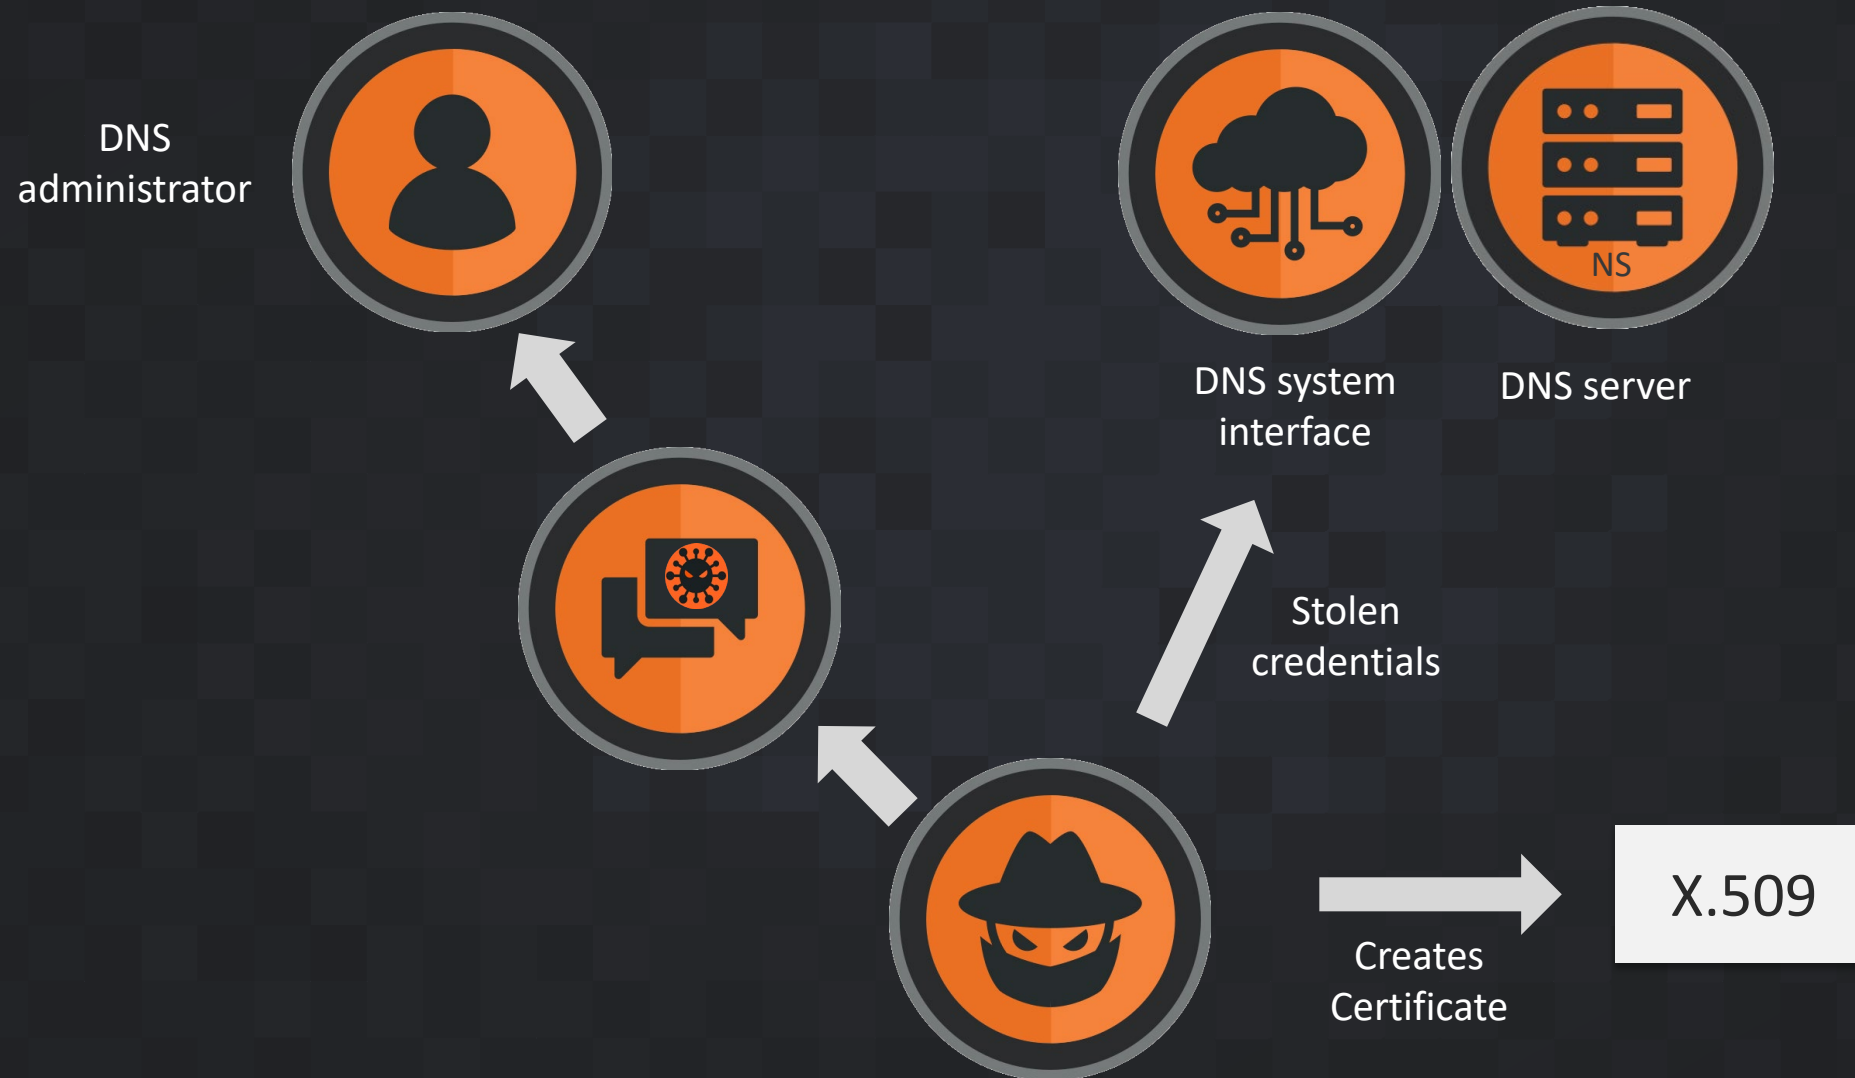 DNS
administrator
NS
DNS system
interface
DNS server
Stolen
credentials
X.509
Creates
Certificate